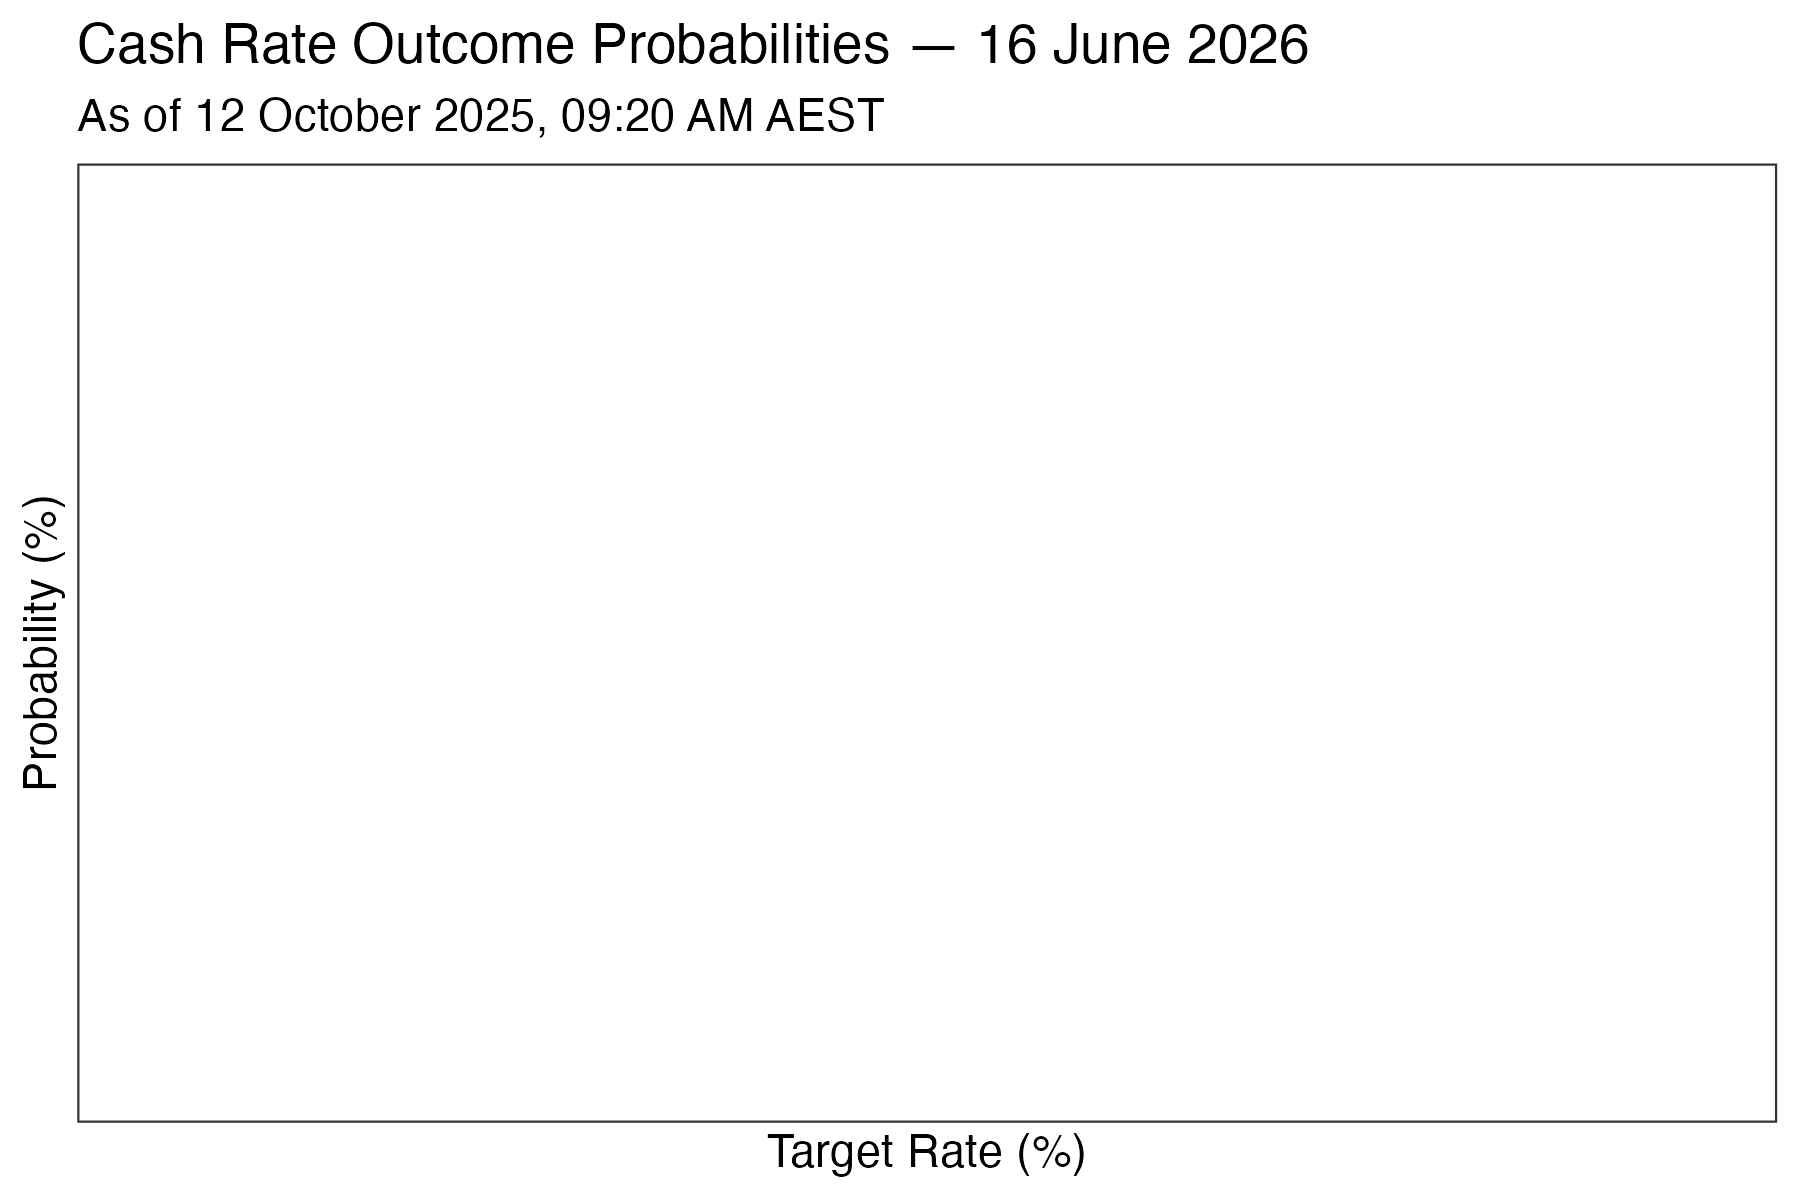 Cash Rate Outcome Probabilities — 16 June 2026
As of 12 October 2025, 09:20 AM AEST
Probability (%)
Target Rate (%)